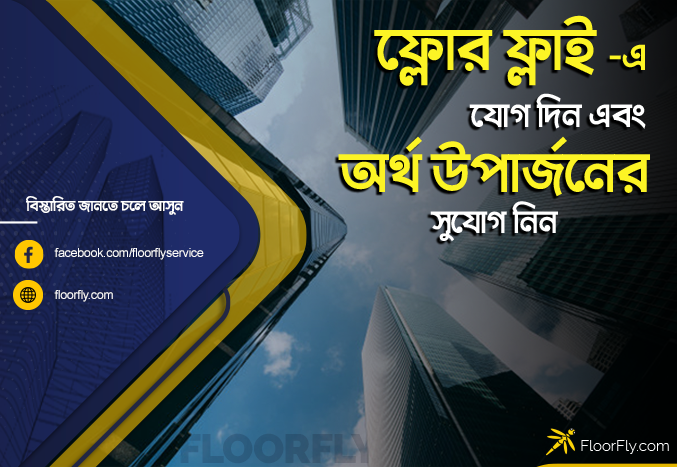 ফ্লোর ফ্লাই -এ
যোগ দিন এবং
অর্থ উপার্জনের
সুযোগ নিন
বিস্তারিত জানতে চলে আসুন
facebook.com/floorflyservice
floorfly.com
FLOORFLY
FloorFly.com